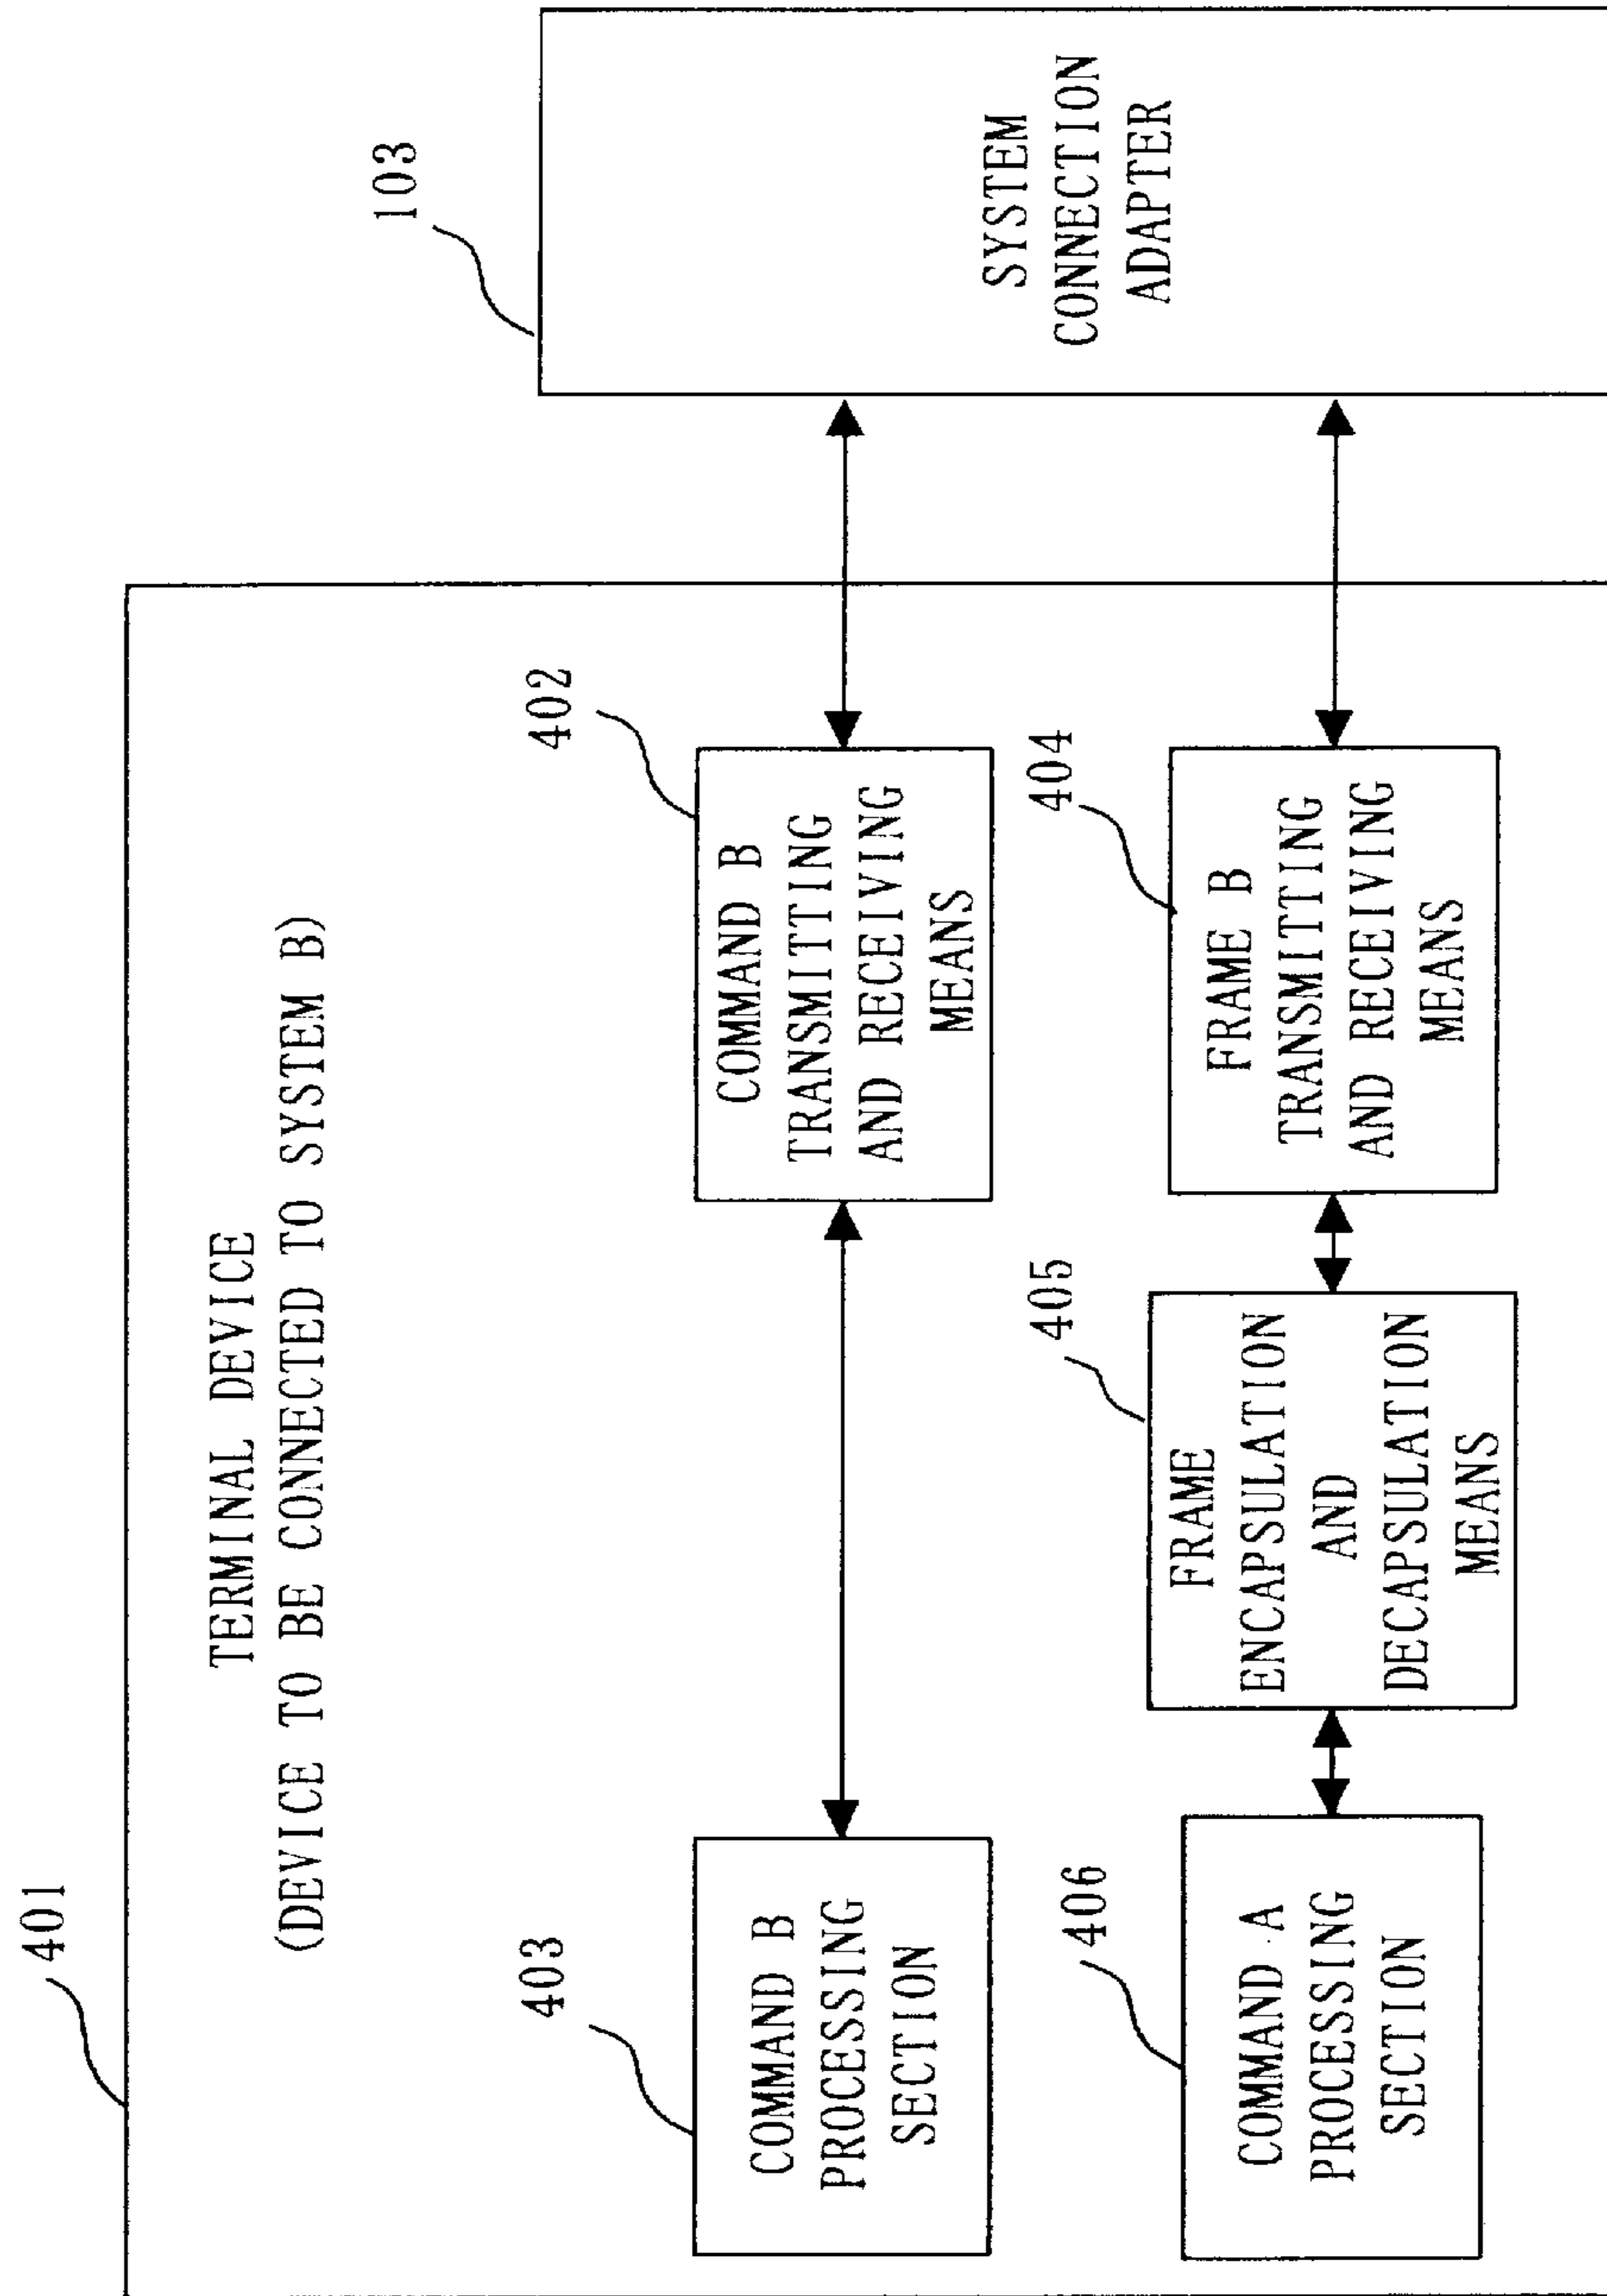 401
TERMINAL DEVICE
(DEVICE TO BE CONNECTED TO SYSTEM B)
103
SYSTEM
CONNECTION
ADAPTER
403
COMMAND B
PROCESSING
SECTION
402
COMMAND B
TRANSMITTING
AND RECEIVING
MEANS
406
COMMAND A
PROCESSING
SECTION
405
FRAME
ENCAPSULATION
AND
DECAPSULATION
MEANS
404
FRAME B
TRANSMITTING
AND RECEIVING
MEANS